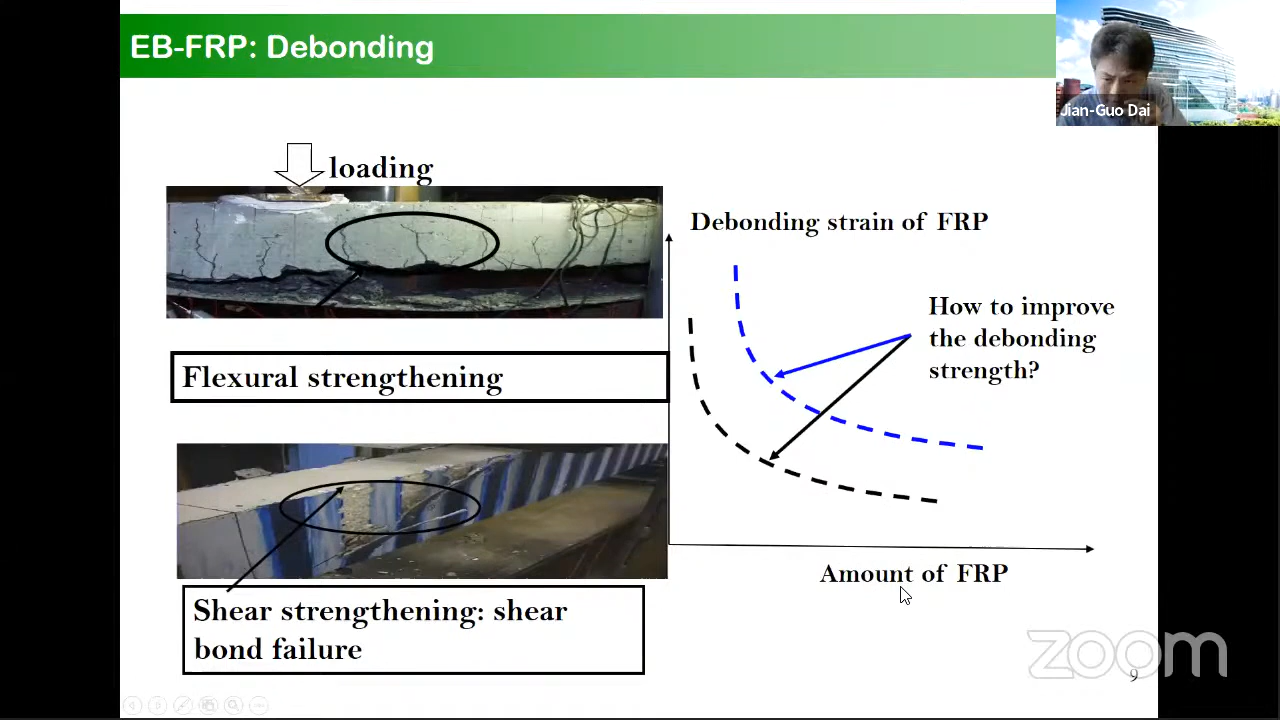 EB-FRP: Debonding
Jian-Guo Dai
loading
Flexural strengthening
Shear strengthening: shear
bond failure
Debonding strain of FRP
How to improve
the debonding
strength?
Amount of FRP
zoom
9